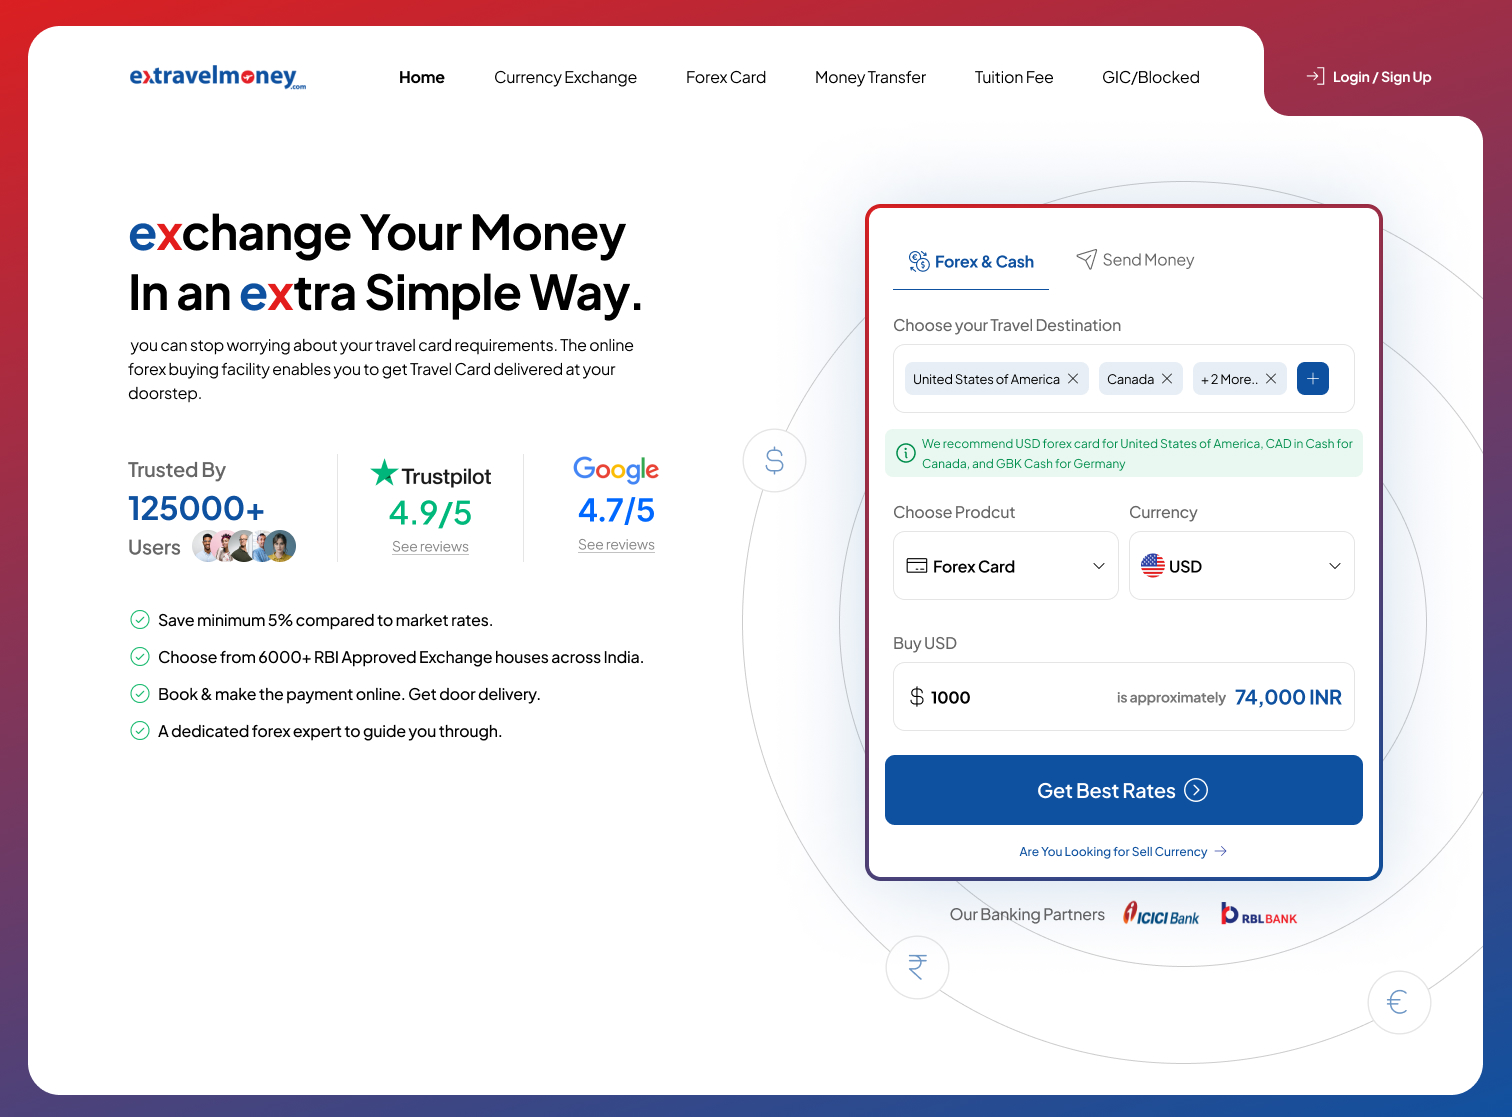 extravelmoney.com
Home
Currency Exchange
Forex Card
Money Transfer
Tuition Fee
GIC/Blocked
Login / Sign Up
exchange Your Money
In an extra Simple Way.
you can stop worrying about your travel card requirements. The online
forex buying facility enables you to get Travel Card delivered at your
doorstep.
Trusted By
125000+
Users
Trustpilot
4.9/5
See reviews
Google
4.7/5
See reviews
Save minimum 5% compared to market rates.
Choose from 6000+ RBI Approved Exchange houses across India.
Book & make the payment online. Get door delivery.
A dedicated forex expert to guide you through.
Forex & Cash
Send Money
Choose your Travel Destination
United States of America
Canada
+ 2 More..
We recommend USD forex card for United States of America, CAD in Cash for
Canada, and GBK Cash for Germany
Choose Prodcut
Currency
Forex Card
USD
Buy USD
$ 1000
is approximately 74,000 INR
Get Best Rates
Are You Looking for Sell Currency
Our Banking Partners
ICICI Bank
RBL BANK
$
₹
€